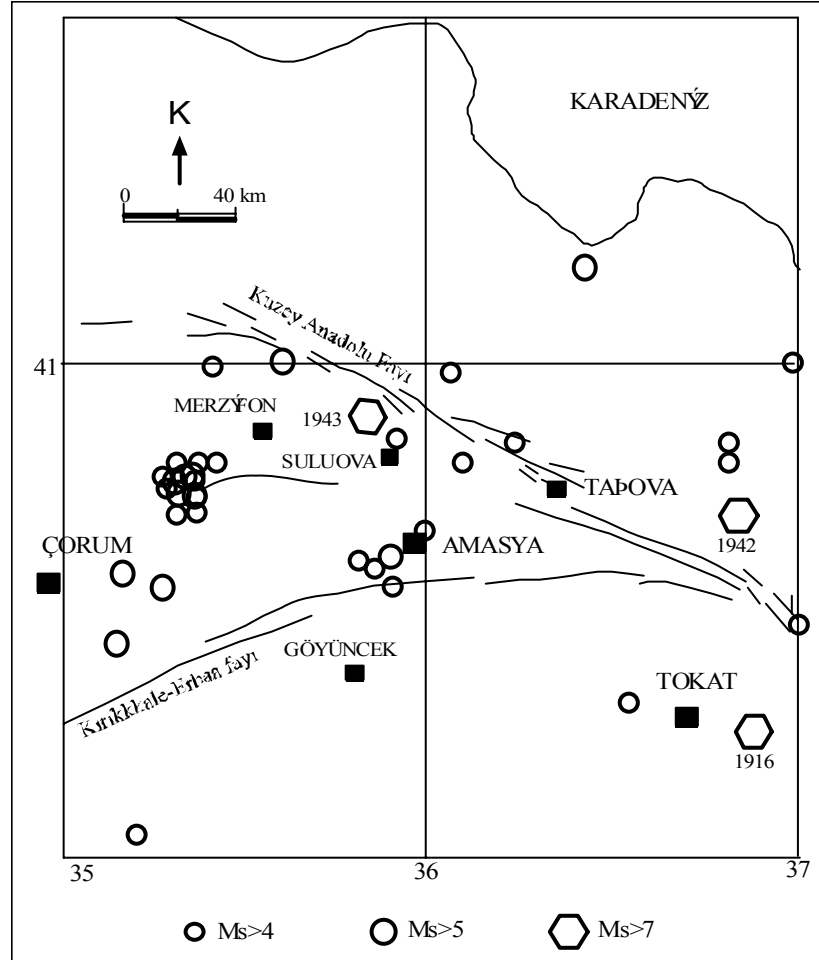 KARADENÝZ
K
0 40 km
Kuzey Anadolu Fayı
41
MERZÝFON
1943
SULUOVA
TAÞOVA
ÇORUM
AMASYA
1942
GÖYÜNCEK
Kırıkkkale-Erbaa fayı
TOKAT
1916
35 36 37
Ms>4 Ms>5 Ms>7